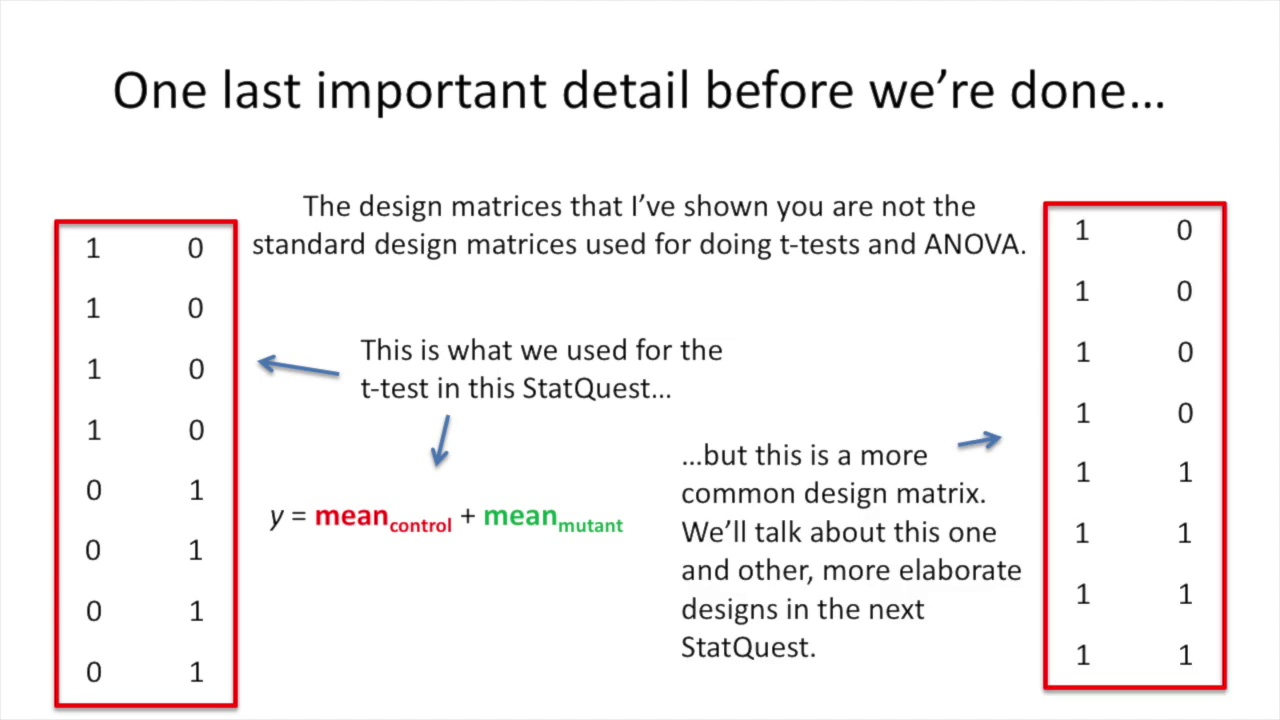 One last important detail before we're done…
The design matrices that I've shown you are not the
standard design matrices used for doing t-tests and ANOVA.
1 0
1 0
1 0
1 0
0 1
0 1
0 1
0 1
This is what we used for the
t-test in this StatQuest…
y = mean control + mean mutant
…but this is a more
common design matrix.
We'll talk about this one
and other, more elaborate
designs in the next
StatQuest.
1 0
1 0
1 0
1 0
1 1
1 1
1 1
1 1